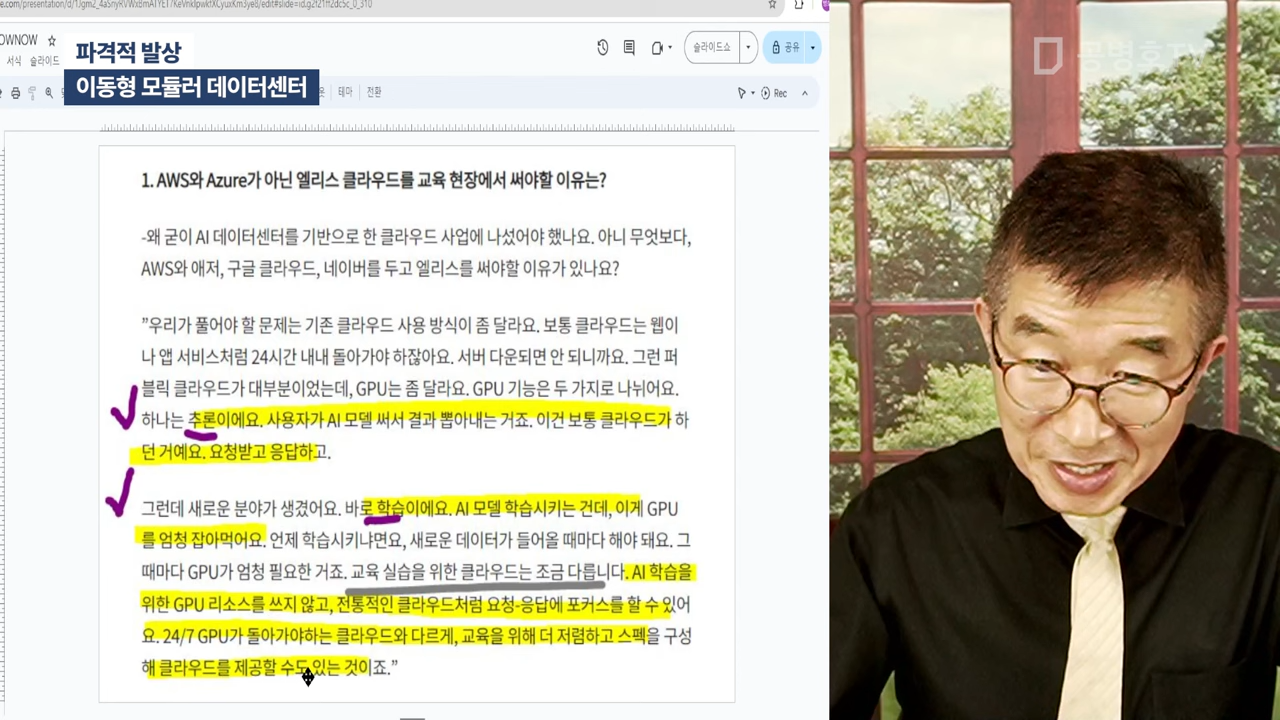 OWNOW
서식 슬라이드
파격적 발상
이동형 모듈러 데이터센터
슬라이드쇼
공유
테마 전환
Rec
공병호TV
1. AWS와 Azure가 아닌 엘리스 클라우드를 교육 현장에서 써야할 이유는?
-왜 굳이 AI 데이터센터를 기반으로 한 클라우드 사업에 나섰어야 했나요. 아니 무엇보다,
AWS와 애저, 구글 클라우드, 네이버를 두고 엘리스를 써야할 이유가 있나요?
"우리가 풀어야 할 문제는 기존 클라우드 사용 방식이 좀 달라요. 보통 클라우드는 웹이
나 앱 서비스처럼 24시간 내내 돌아가야 하잖아요. 서버 다운되면 안 되니까요. 그런 퍼
블릭 클라우드가 대부분이었는데, GPU는 좀 달라요. GPU 기능은 두 가지로 나뉘어요.
하나는 추론이에요. 사용자가 AI 모델 써서 결과 뽑아내는 거죠. 이건 보통 클라우드가 하
던 거예요. 요청받고 응답하고.
그런데 새로운 분야가 생겼어요. 바로 학습이에요. AI 모델 학습시키는 건데, 이게 GPU
를 엄청 잡아먹어요. 언제 학습시키냐면요, 새로운 데이터가 들어올 때마다 해야 돼요. 그
때마다 GPU가 엄청 필요한 거죠. 교육 실습을 위한 클라우드는 조금 다릅니다. AI 학습을
위한 GPU 리소스를 쓰지 않고, 전통적인 클라우드처럼 요청-응답에 포커스를 할 수 있어
요. 24/7 GPU가 돌아가야하는 클라우드와 다르게, 교육을 위해 더 저렴하고 스펙을 구성
해 클라우드를 제공할 수도 있는 것이죠."